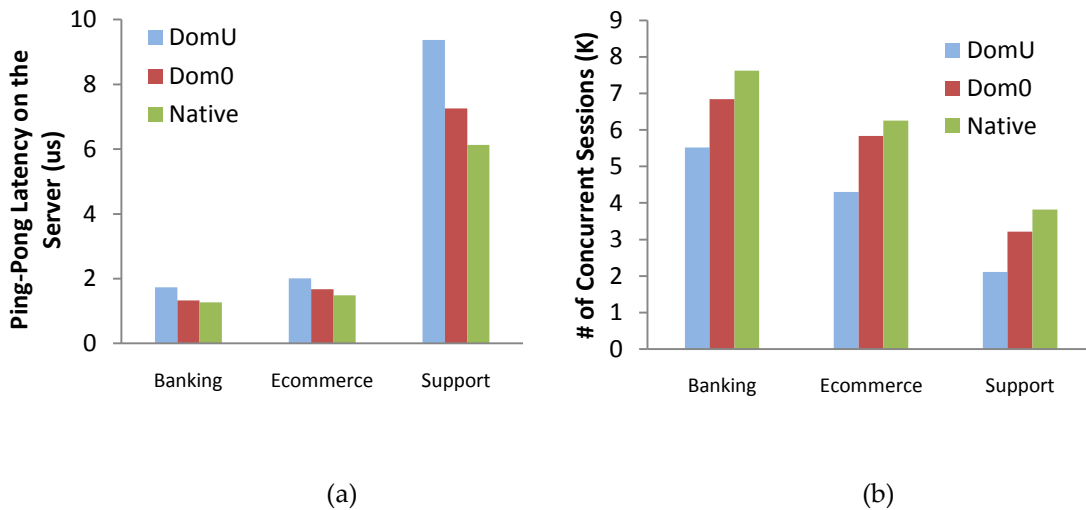 Ping-Pong Latency on the
Server (us)
10
8
6
4
2
0
DomU
Dom0
Native
Banking
Ecommerce
Support
(a)
# of Concurrent Sessions (K)
9
8
7
6
5
4
3
2
1
0
DomU
Dom0
Native
Banking
Ecommerce
Support
(b)